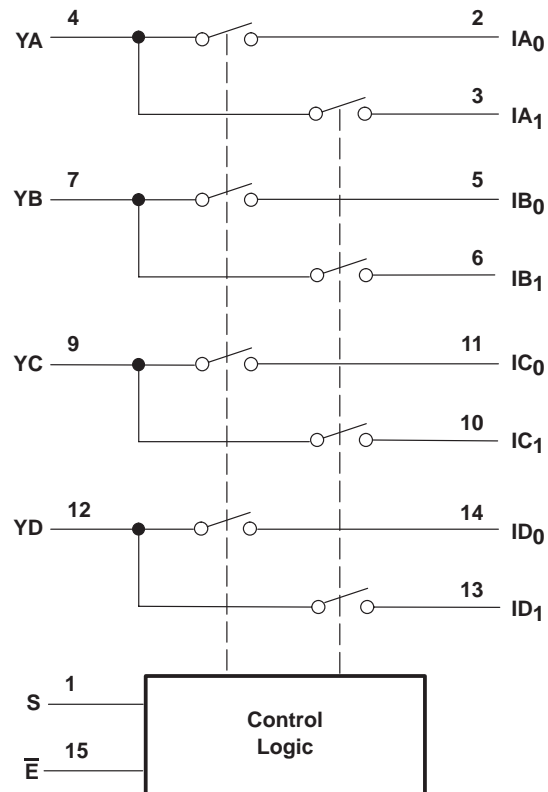 4 2
YA IA0
3
IA1
7 5
YB IB0
6
IB1
9 11
YC IC0
10
IC1
12 14
YD ID0
13
ID1
1
S
Control
Logic
15
E̅